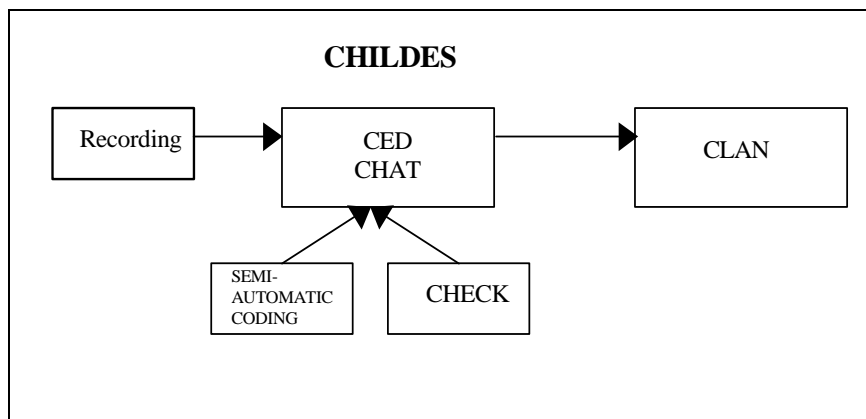 CHILDES
Recording
CED
CHAT
CLAN
SEMI-
AUTOMATIC
CODING
CHECK